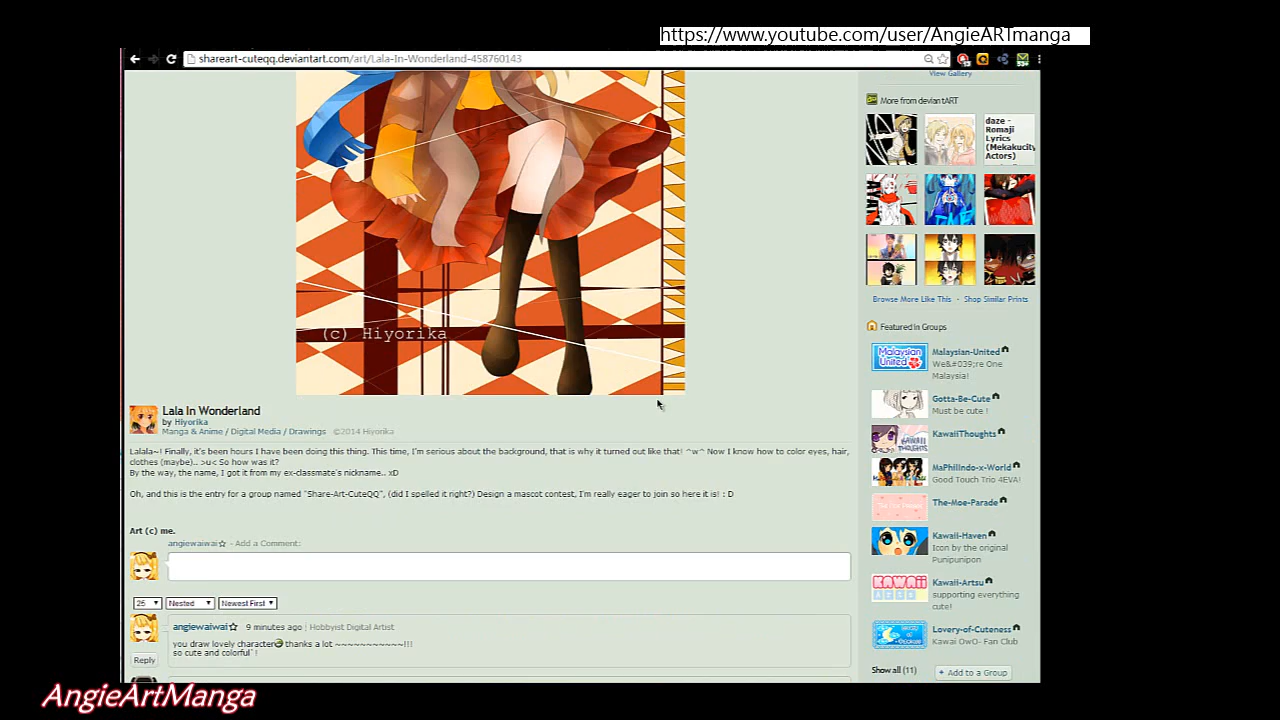 https://www.youtube.com/user/AngieARTmanga
shareart-cuteqq.deviantart.com/art/Lala-In-Wonderland-458760143
View Gallery
More from deviantART
daze -
Romaji
Lyrics
(Mekakucity
Actors)
Browse More Like This · Shop Similar Prints
(c) Hiyorika
Featured in Groups
Malaysian-United
We&#039;re One
Malaysia!
Gotta-Be-Cute
Must be cute !
KawaiiThoughts
MaPhilIndo-x-World
Good Touch Trio 4EVA!
The-Moe-Parade
Kawaii-Haven
Icon by the original
Punipunipon
Kawaii-Artsu
supporting everything
cute!
Lovery-of-Cuteness
Kawai OwO- Fan Club
Show all (11)
+ Add to a Group
Lala In Wonderland
by Hiyorika
Manga & Anime / Digital Media / Drawings ©2014 Hiyorika
Lalala~! Finally, it's been hours I have been doing this thing. This time, I'm serious about the background, that is why it turned out like that! ^w^ Now I know how to color eyes, hair,
clothes (maybe).. >u< So how was it?
By the way, the name, I got it from my ex-classmate's nickname.. xD
Oh, and this is the entry for a group named "Share-Art-CuteQQ", (did I spelled it right?) Design a mascot contest, I'm really eager to join so here it is! : D
Art (c) me.
angiewaiwai - Add a Comment:
25 Nested Newest First
angiewaiwai 9 minutes ago | Hobbyist Digital Artist
you draw lovely character thanks a lot ~~~~~~~~~~~!!!
so cute and colorful`!
Reply
AngieArtManga